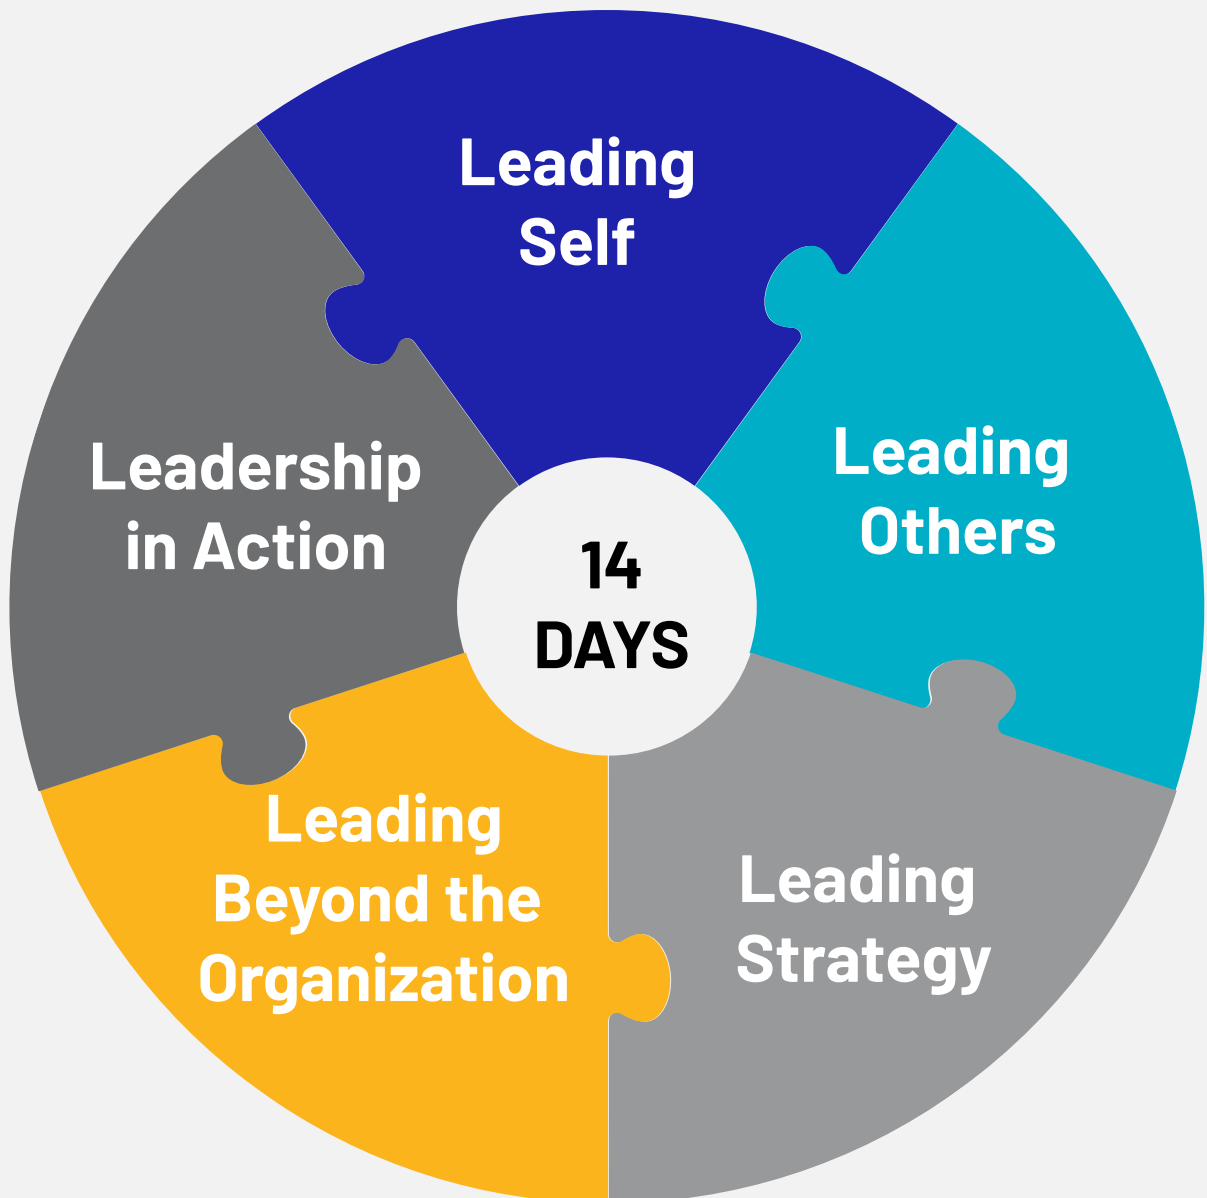 Leading
Self
Leading
Others
Leading
Strategy
Leading
Beyond the
Organization
Leadership
in Action
14
DAYS